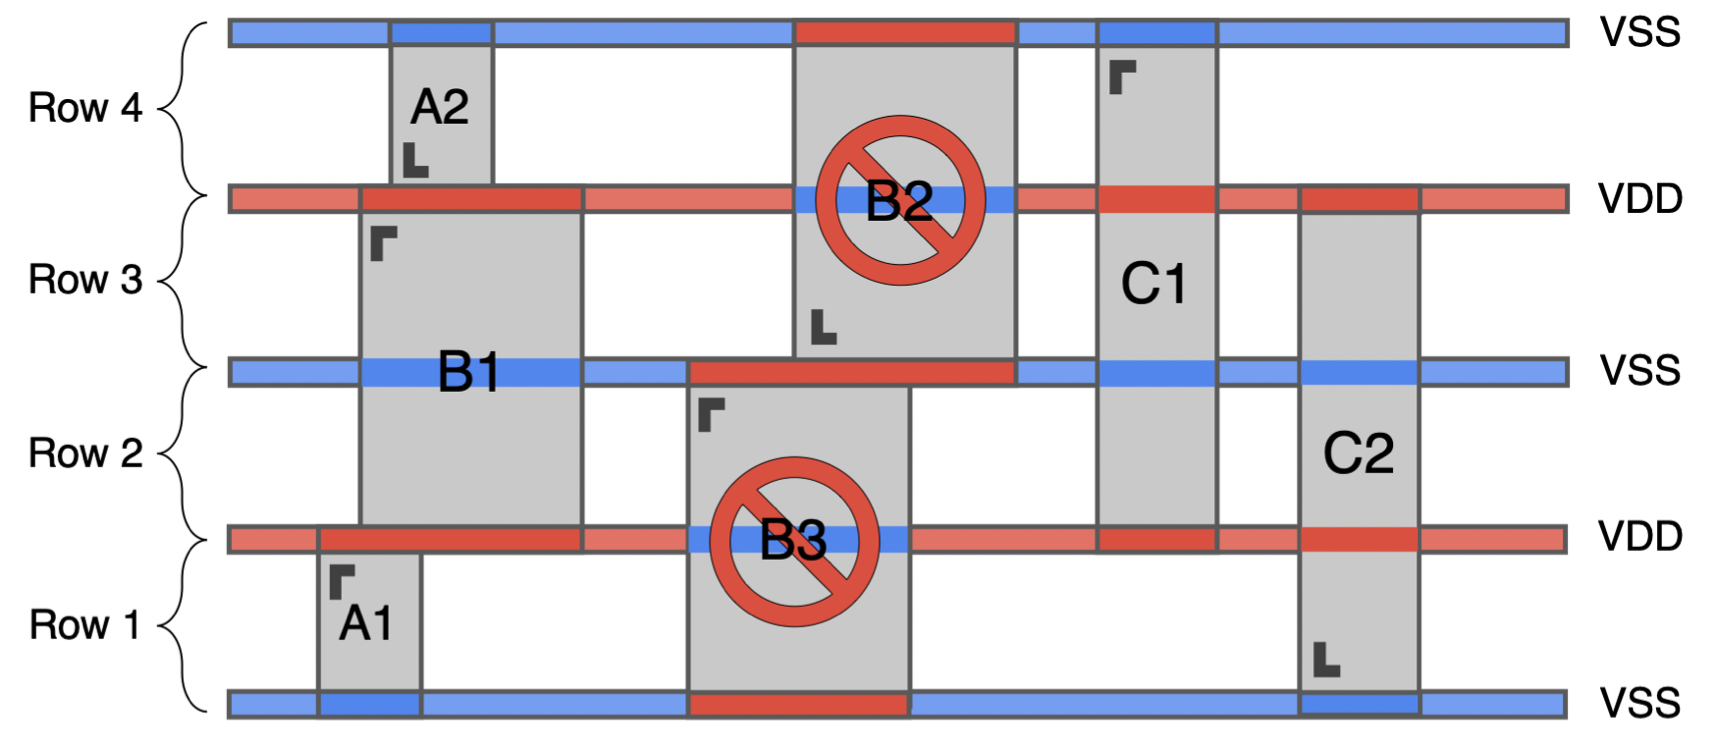 VSS
Row 4
A2
VDD
B2
Row 3
C1
B1
VSS
Row 2
C2
B3
VDD
Row 1
A1
VSS